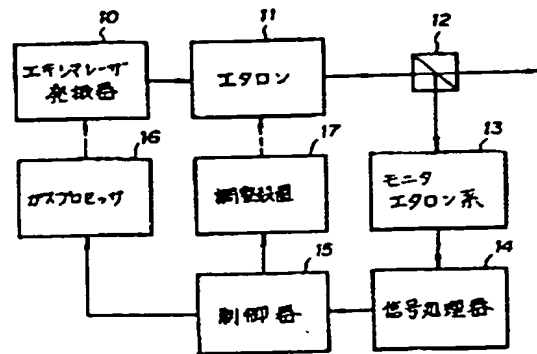 10
エキシマレーザ
発振器
11
エタロン
12
16
ガスプロセッサ
17
調整装置
13
モニタ
エタロン系
15
制御器
14
信号処理器